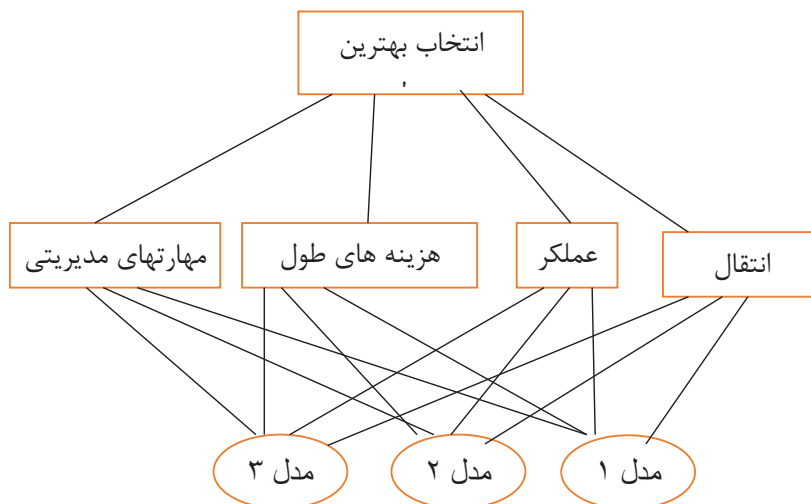 انتخاب بهترین
انتقال
عملکر
هزینه های طول
مهارتهای مدیریتی
مدل ۱
مدل ۲
مدل ۳